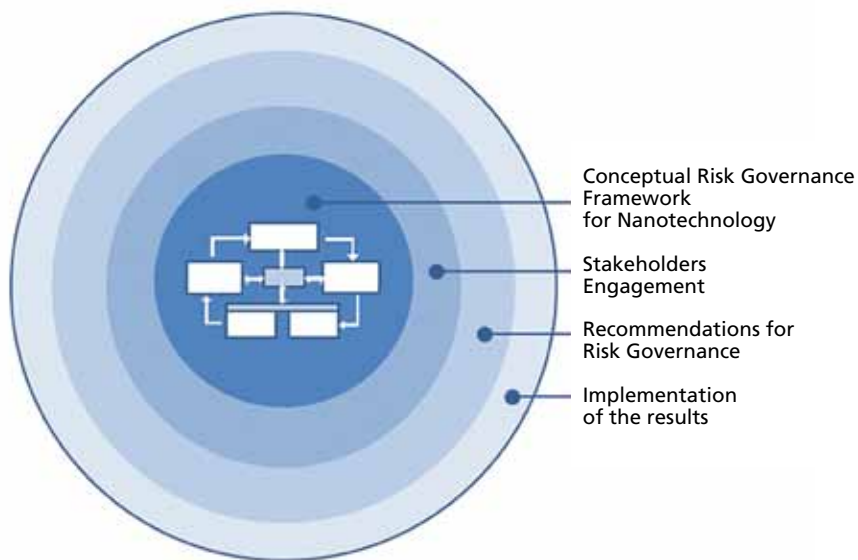 Conceptual Risk Governance
Framework
for Nanotechnology
Stakeholders
Engagement
Recommendations for
Risk Governance
Implementation
of the results